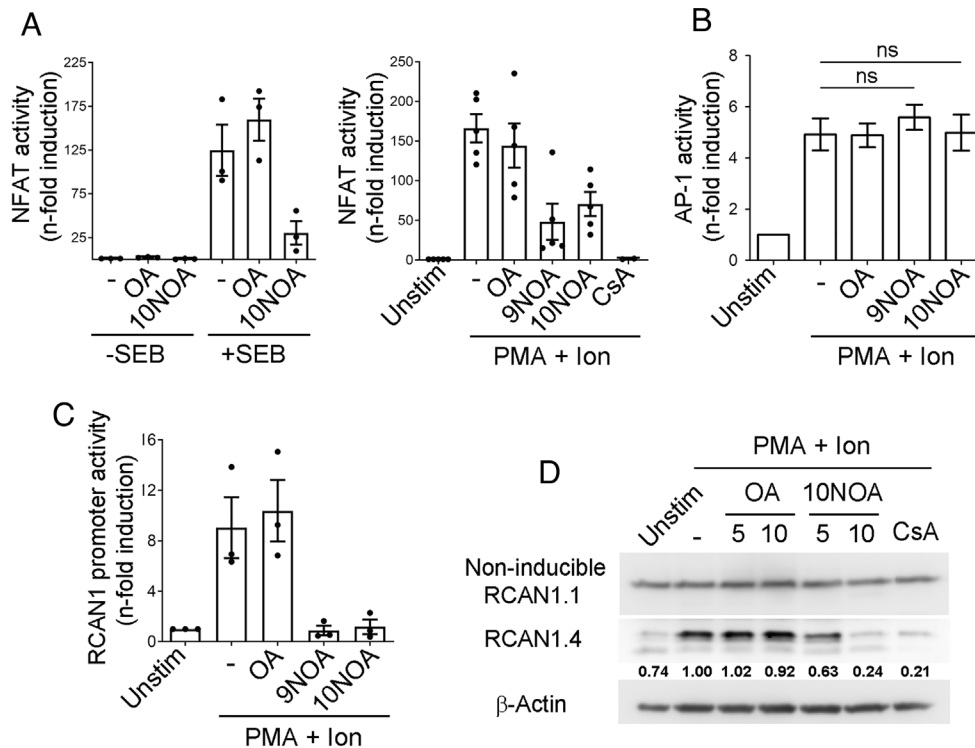 A
NFAT activity
(n-fold induction)
225
175
125
75
25
-
OA
10NOA
-
OA
10NOA
-SEB
+SEB
NFAT activity
(n-fold induction)
250
200
150
100
50
0
Unstim
-
OA
9NOA
10NOA
CsA
PMA + Ion
B
AP-1 activity
(n-fold induction)
8
6
4
2
0
ns
ns
Unstim
-
OA
9NOA
10NOA
PMA + Ion
C
RCAN1 promoter activity
(n-fold induction)
16
12
8
4
0
Unstim
-
OA
9NOA
10NOA
PMA + Ion
D
PMA + Ion
Unstim
-
OA
10NOA
CsA
5 10 5 10
Non-inducible
RCAN1.1
RCAN1.4
0.74 1.00 1.02 0.92 0.63 0.24 0.21
β-Actin